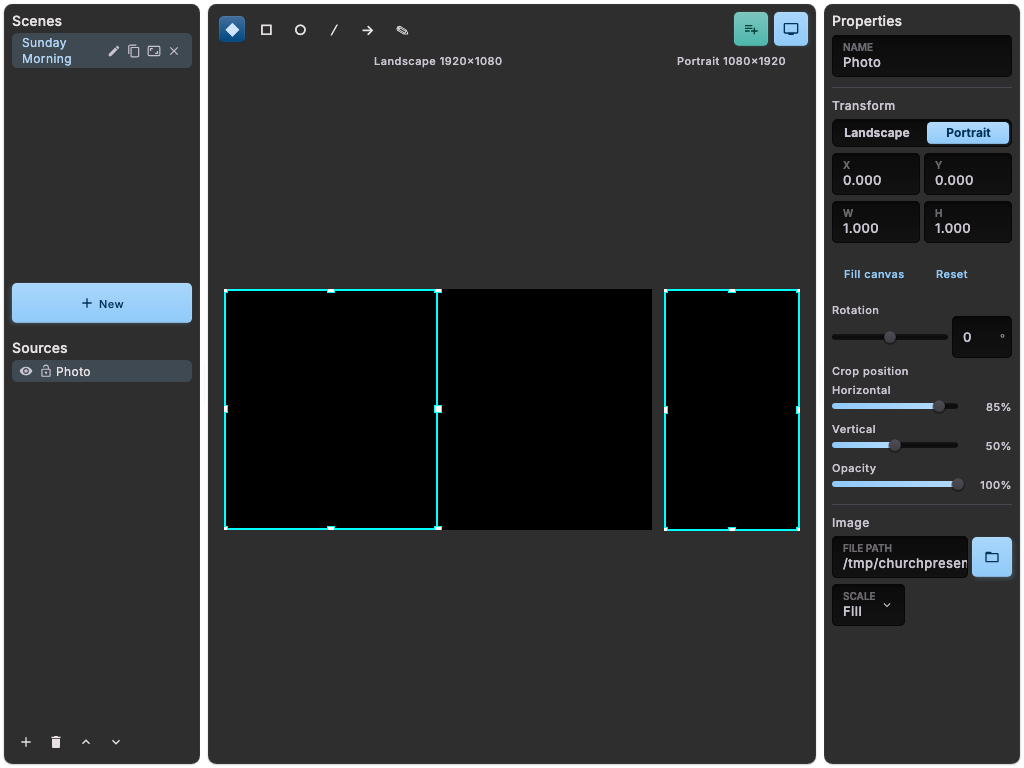 Scenes
Sunday
Morning
New
Sources
Photo
Landscape 1920×1080
Portrait 1080×1920
Properties
NAME
Photo
Transform
Landscape
Portrait
X
0.000
Y
0.000
W
1.000
H
1.000
Fill canvas
Reset
Rotation
0 °
Crop position
Horizontal
85%
Vertical
50%
Opacity
100%
Image
FILE PATH
/tmp/churchpresen
SCALE
Fill